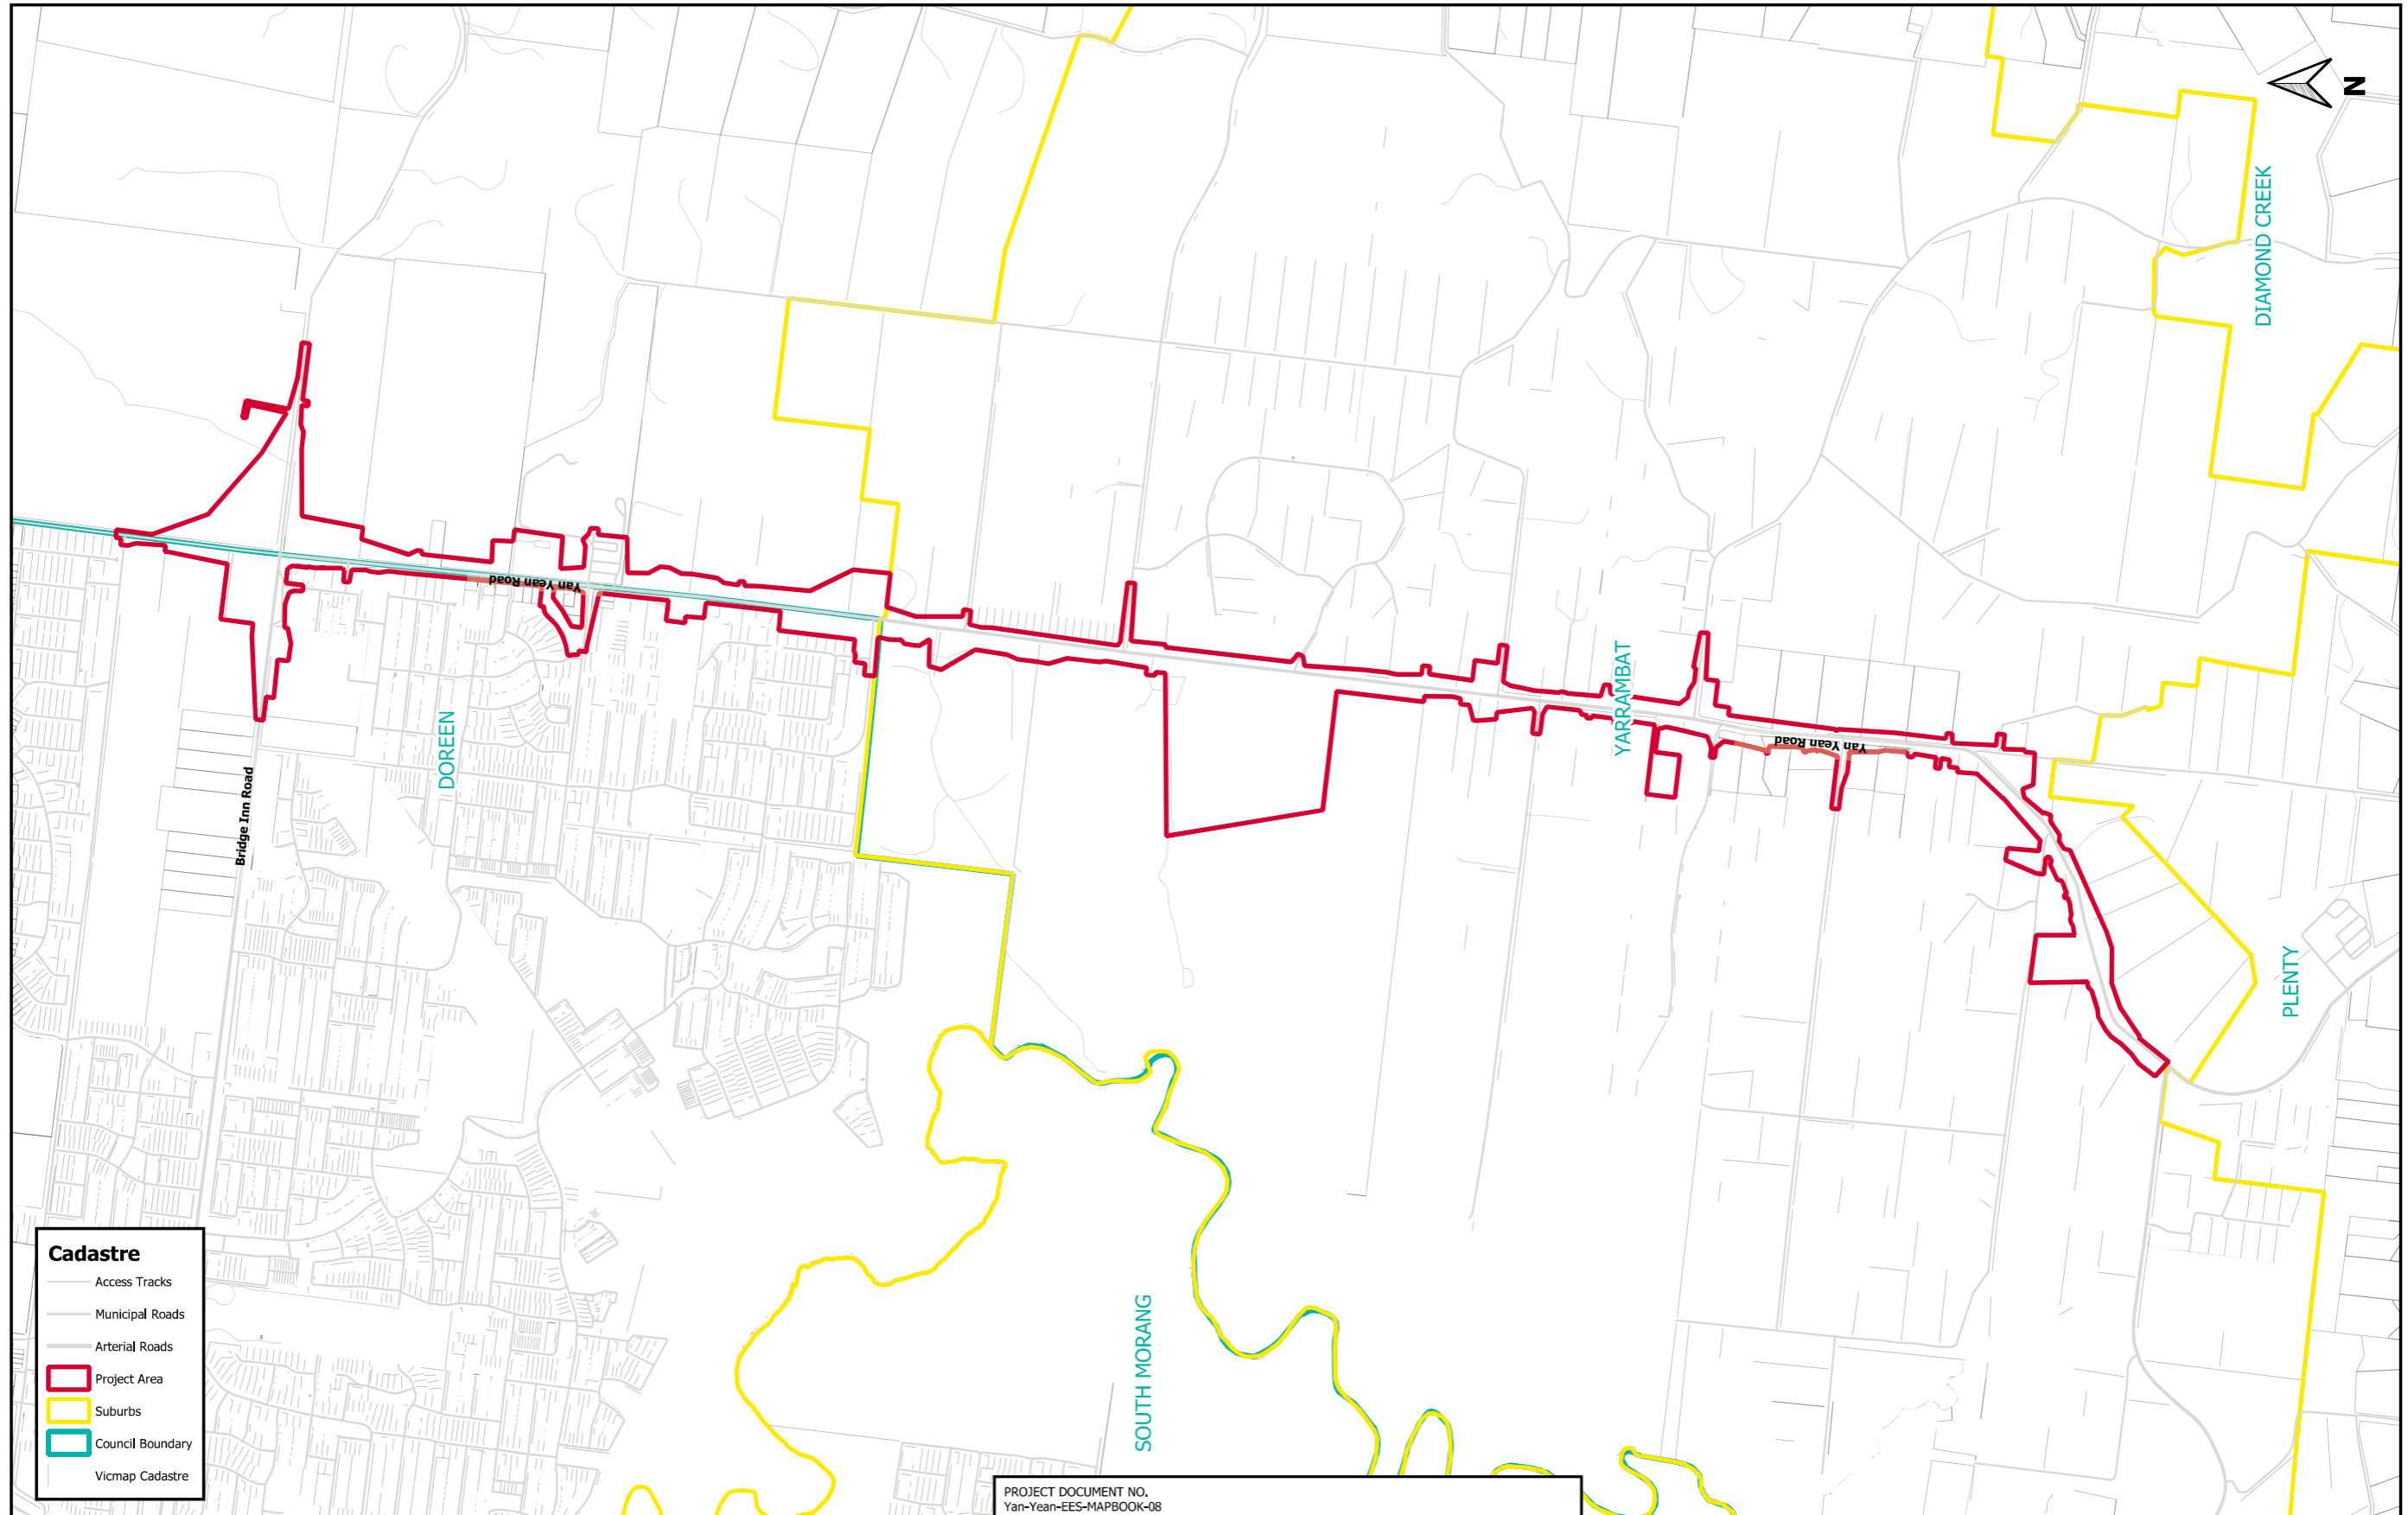 N
DIAMOND CREEK
Yan Yean Road
YARRAMBAT
DOREEN
Yan Yean Road
Bridge Inn Road
PLENTY
SOUTH MORANG
Cadastre
Access Tracks
Municipal Roads
Arterial Roads
Project Area
Suburbs
Council Boundary
Vicmap Cadastre
PROJECT DOCUMENT NO.
Yan-Yean-EES-MAPBOOK-08